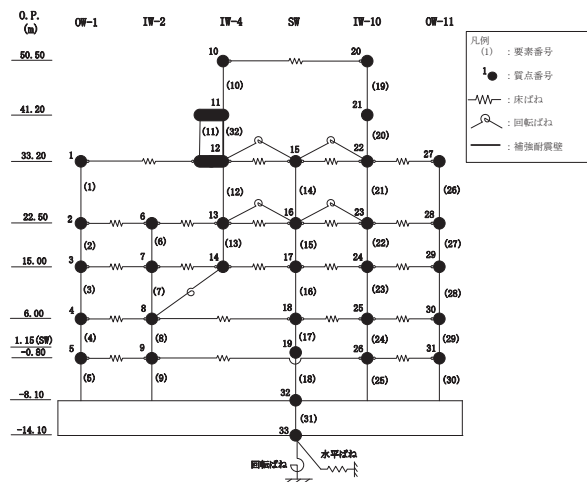 O.P.
(m)
OW-1 IW-2 IW-4 SW IW-10 OW-11
50.50
41.20
33.20
22.50
15.00
6.00
1.15(SW)
-0.80
-8.10
-14.10
10 20
(10) (19)
11 21
(11) (32) (20)
1 12 15 22 27
(1) (12) (14) (21) (26)
2 6 13 16 23 28
(2) (6) (13) (15) (22) (27)
3 7 14 17 24 29
(3) (7) (16) (23) (28)
4 8 18 25 30
(4) (8) (17) (24) (29)
5 9 19 26 31
(5) (9) (18) (25) (30)
32
(31)
33
回転ばね
水平ばね
凡例
(1) : 要素番号
1 : 質点番号
: 床ばね
: 回転ばね
: 補強耐震壁